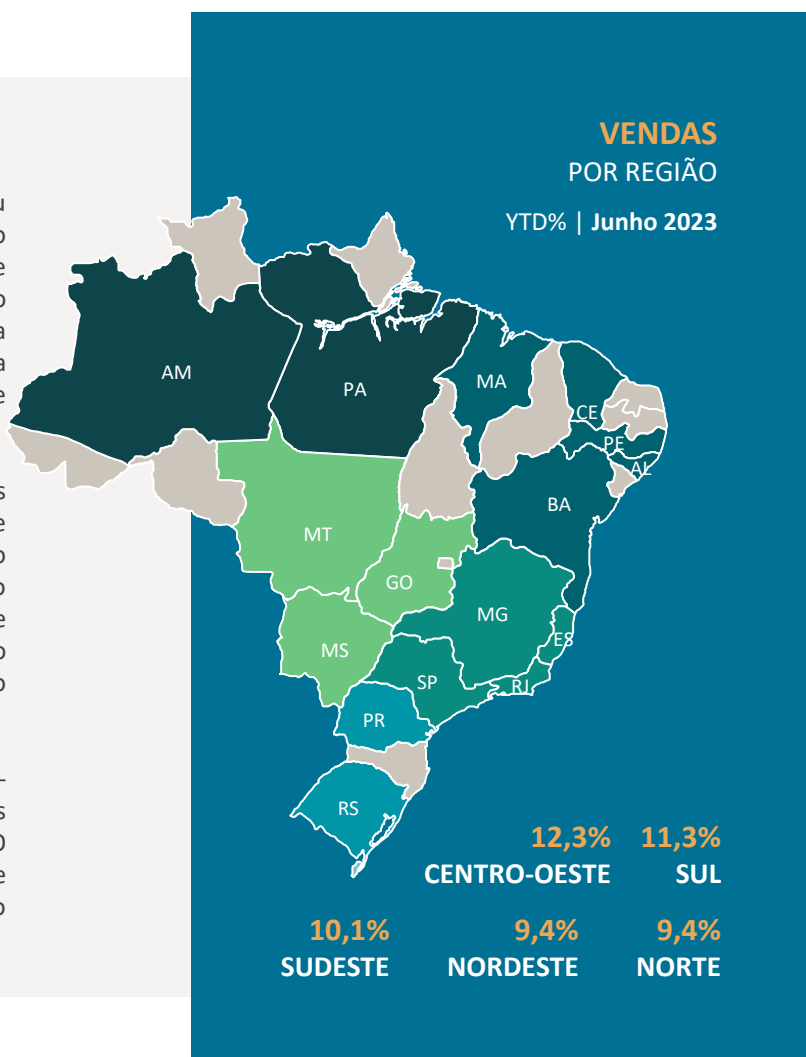 VENDAS
POR REGIÃO
YTD% | Junho 2023
AM
PA
MA
CE
PE
AL
BA
MT
GO
MG
ES
MS
SP
RJ
PR
RS
12,3% 11,3%
CENTRO-OESTE SUL
10,1% 9,4% 9,4%
SUDESTE NORDESTE NORTE